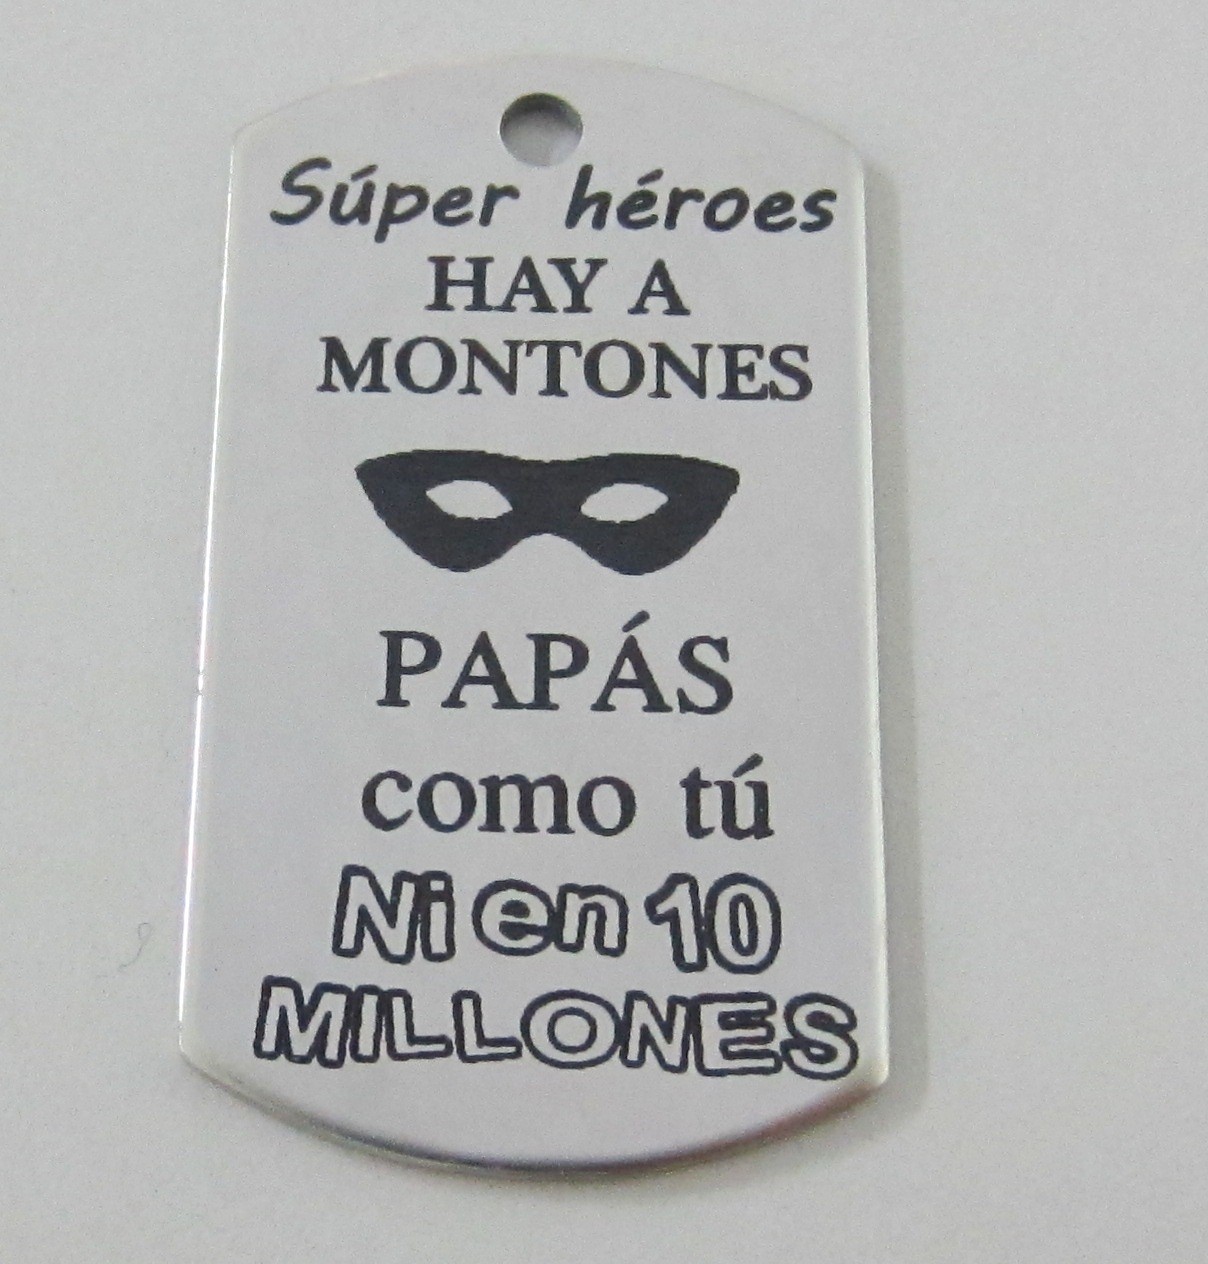 Súper héroes
HAY A
MONTONES
PAPÁS
como tú
Ni en 10
MILLONES